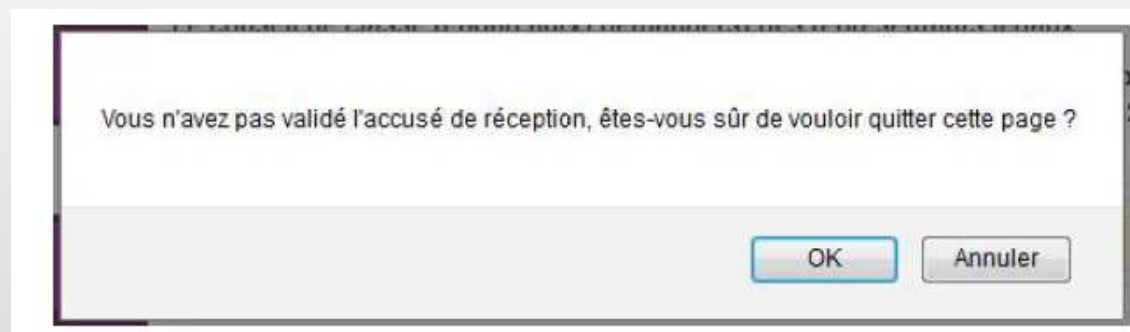 Vous n'avez pas validé l'accusé de réception, êtes-vous sûr de vouloir quitter cette page ?
OK
Annuler